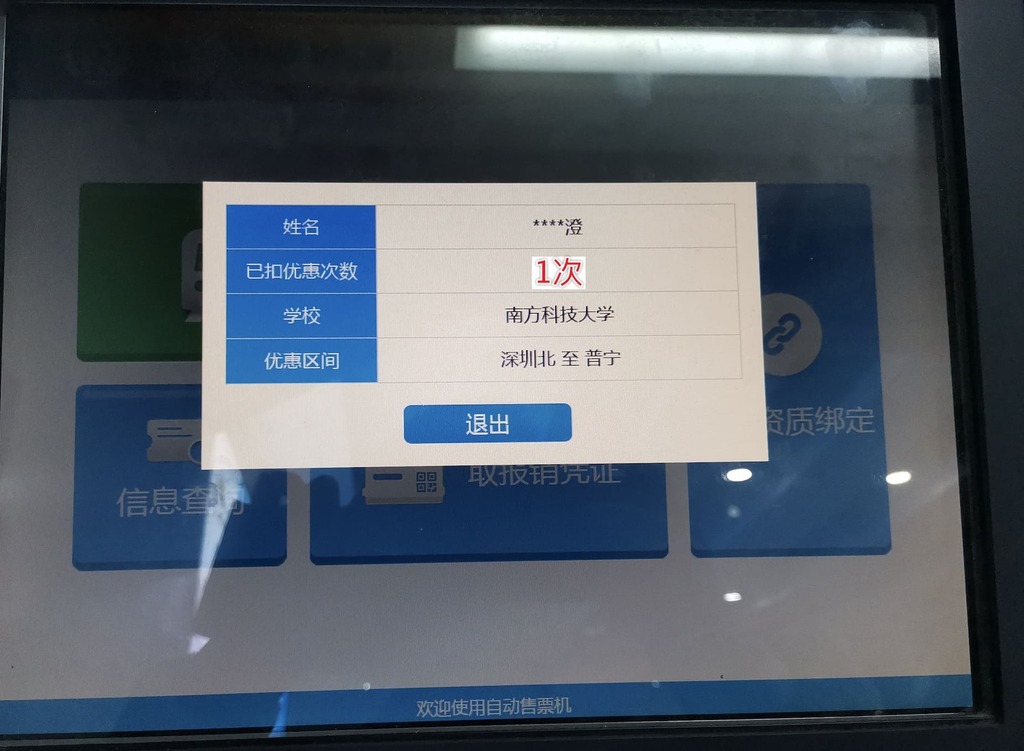 姓名
****澄
已扣优惠次数
1次
学校
南方科技大学
优惠区间
深圳北 至 普宁
退出
资质绑定
信息查询
取报销凭证
欢迎使用自动售票机